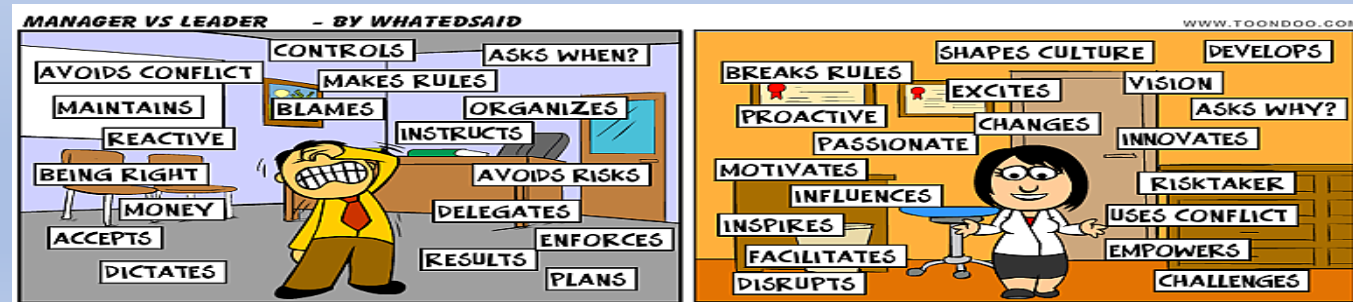 MANAGER VS LEADER - BY WHATEDSAID
WWW.TOONDOO.COM
CONTROLS
ASKS WHEN?
AVOIDS CONFLICT
MAKES RULES
MAINTAINS
BLAMES
ORGANIZES
REACTIVE
INSTRUCTS
BEING RIGHT
AVOIDS RISKS
MONEY
DELEGATES
ACCEPTS
ENFORCES
RESULTS
DICTATES
PLANS
SHAPES CULTURE
DEVELOPS
BREAKS RULES
VISION
EXCITES
ASKS WHY?
PROACTIVE
CHANGES
INNOVATES
PASSIONATE
MOTIVATES
RISKTAKER
INFLUENCES
USES CONFLICT
INSPIRES
EMPOWERS
FACILITATES
CHALLENGES
DISRUPTS